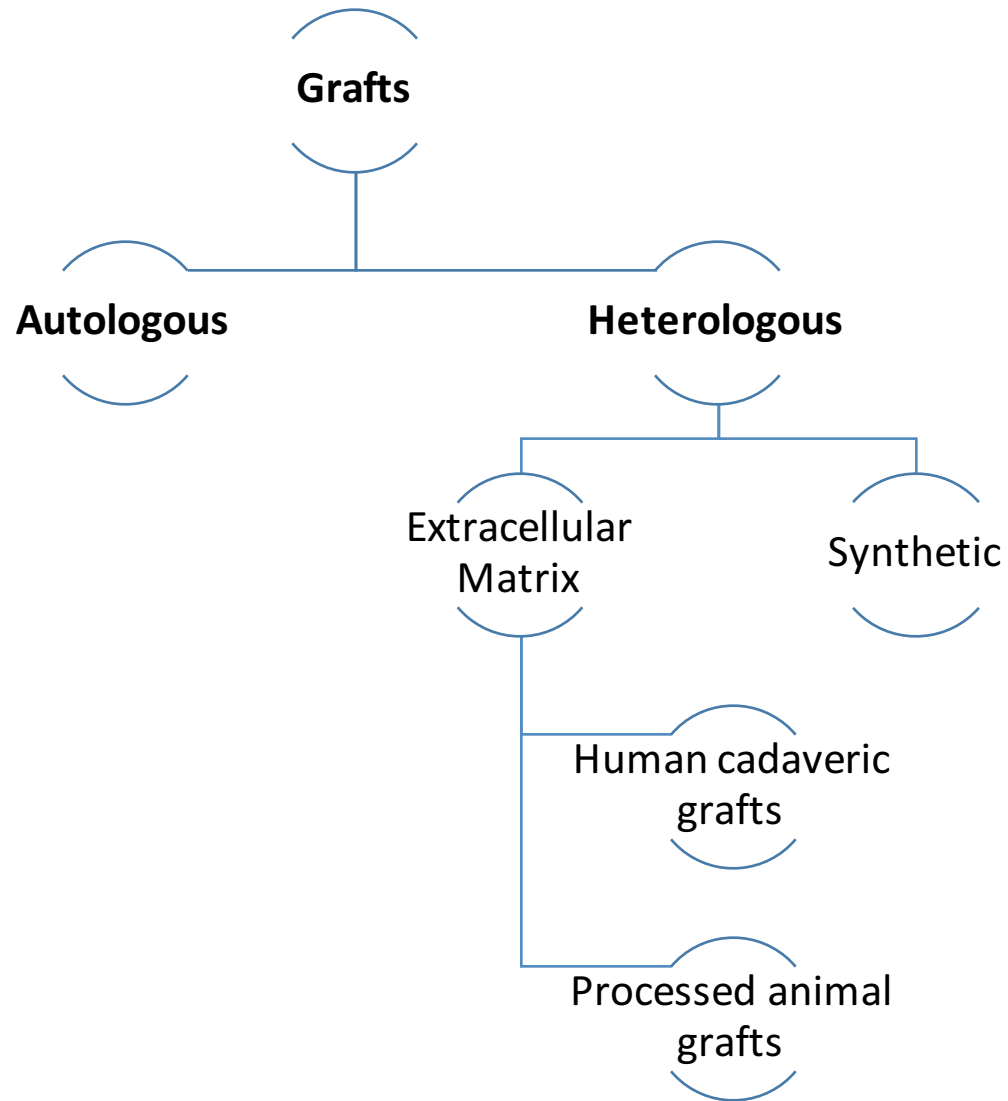 Grafts
Autologous
Heterologous
Extracellular
Matrix
Synthetic
Human cadaveric
grafts
Processed animal
grafts